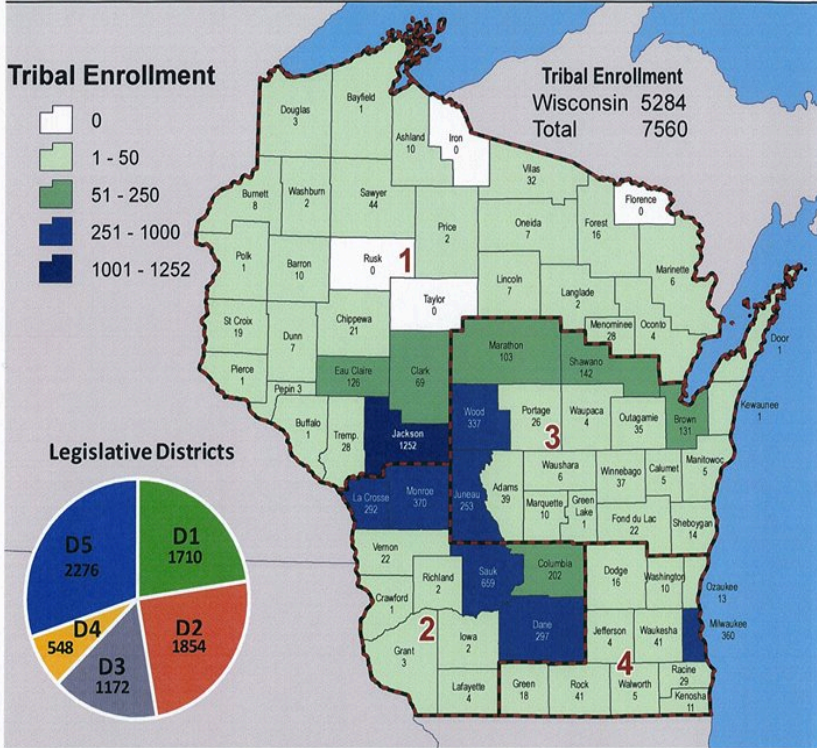 Tribal Enrollment
0
1 - 50
51 - 250
251 - 1000
1001 - 1252
Tribal Enrollment
Wisconsin 5284
Total 7560
Douglas
3
Bayfield
1
Ashland
10
Iron
0
Vilas
32
Florence
0
Burnett
8
Washburn
2
Sawyer
44
Price
2
Oneida
7
Forest
16
Marinette
6
Polk
1
Barron
10
Rusk
0
1
Taylor
0
Lincoln
7
Langlade
2
Menominee
28
Oconto
4
Door
1
St Croix
19
Dunn
7
Chippewa
21
Marathon
103
Shawano
142
Pierce
1
Pepin 3
Eau Claire
126
Clark
69
Kewaunee
1
Buffalo
1
Tremp.
28
Jackson
1252
Wood
337
Portage
26
Waupaca
4
Outagamie
35
Brown
131
3
Waushara
6
Winnebago
37
Calumet
5
Manitowoc
5
La Crosse
292
Monroe
370
Juneau
253
Adams
39
Marquette
10
Green
Lake
1
Fond du Lac
22
Sheboygan
14
Vernon
22
Richland
2
Sauk
659
Columbia
202
Dodge
16
Washington
10
Ozaukee
13
Crawford
1
2
Grant
3
Iowa
2
Dane
297
Jefferson
4
Waukesha
41
Milwaukee
360
4
Lafayette
4
Green
18
Rock
41
Walworth
5
Racine
29
Kenosha
11
Legislative Districts
D5
2276
D1
1710
D4
548
D3
1172
D2
1854